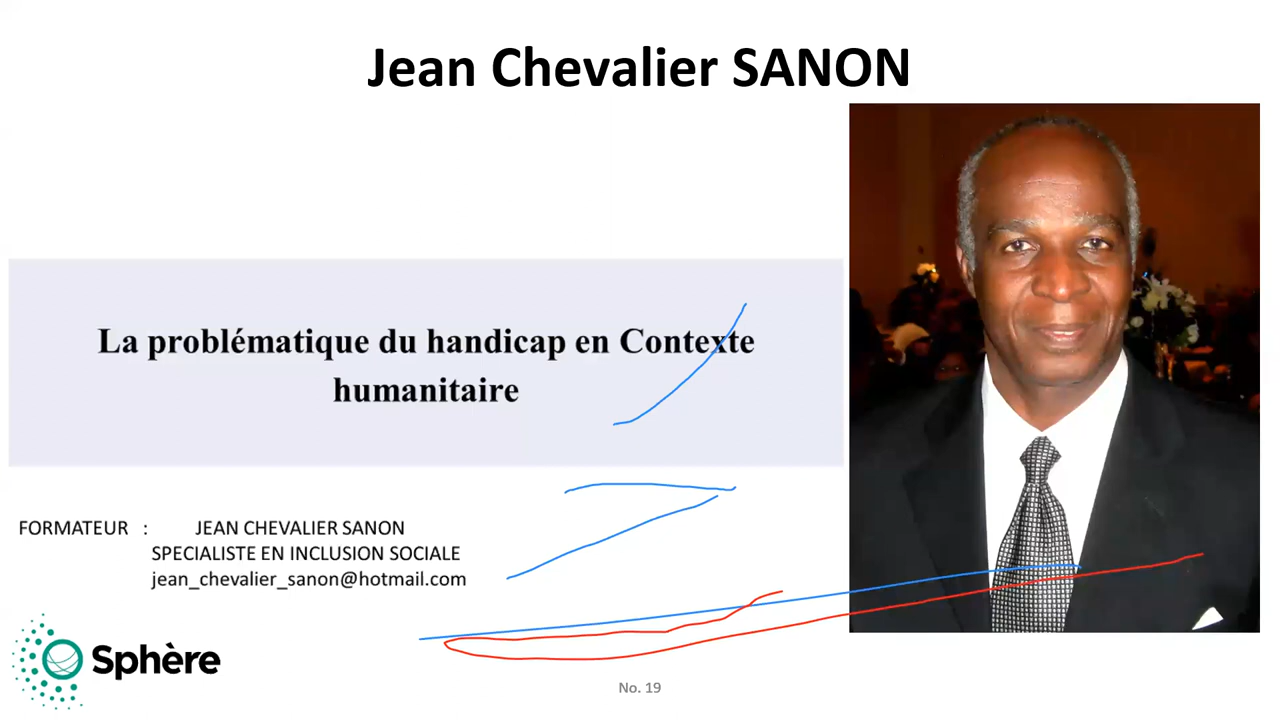 Jean Chevalier SANON
La problématique du handicap en Contexte
humanitaire
FORMATEUR : JEAN CHEVALIER SANON
SPECIALISTE EN INCLUSION SOCIALE
jean_chevalier_sanon@hotmail.com
Sphère
No. 19